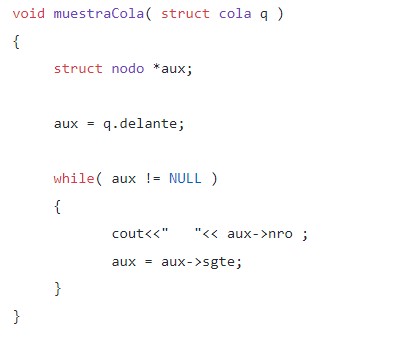 void muestraCola( struct cola q )
{
     struct nodo *aux;
     aux = q.delante;
     while( aux != NULL )
     {
          cout<<"   "<< aux->nro ;
          aux = aux->sgte;
     }
}